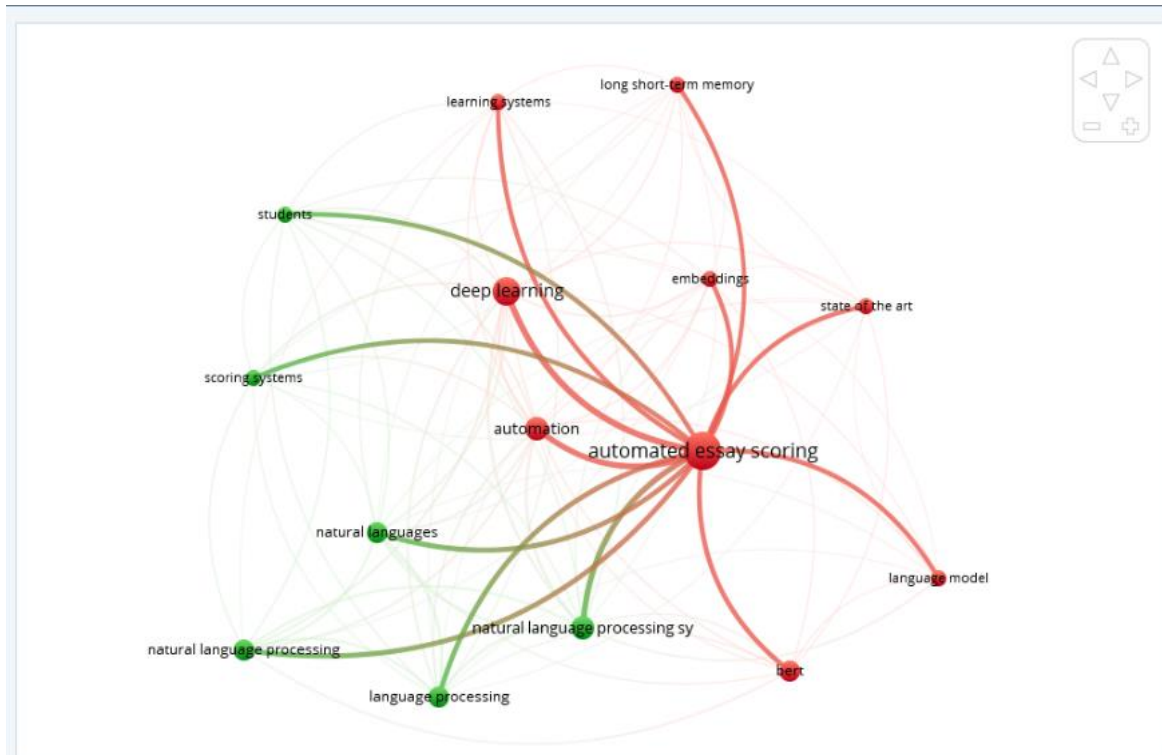 long short-term memory
learning systems
students
embeddings
deep learning
state of the art
scoring systems
automation
automated essay scoring
natural languages
language model
natural language processing sy
natural language processing
bert
language processing